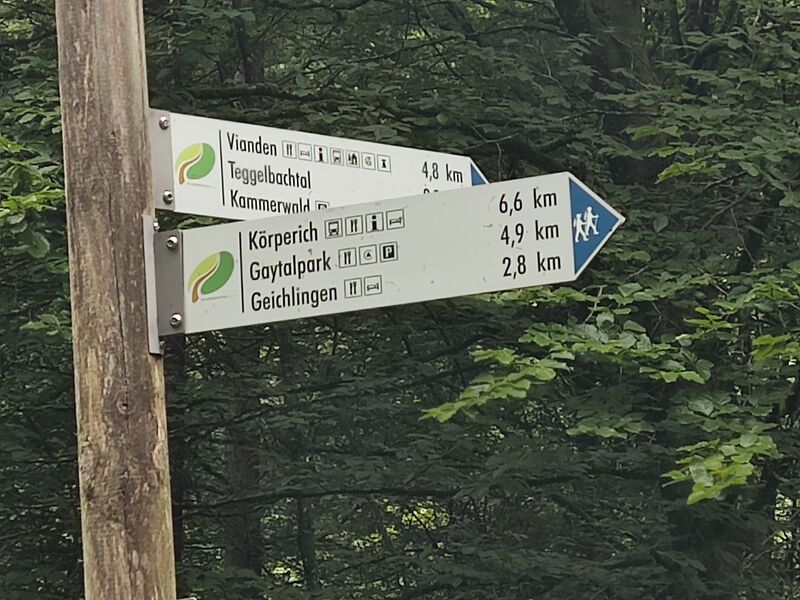 Vianden 4,8 km
Teggelbachtal
Kammerwald
Körperich 6,6 km
Gaytalpark 4,9 km
Geichlingen 2,8 km